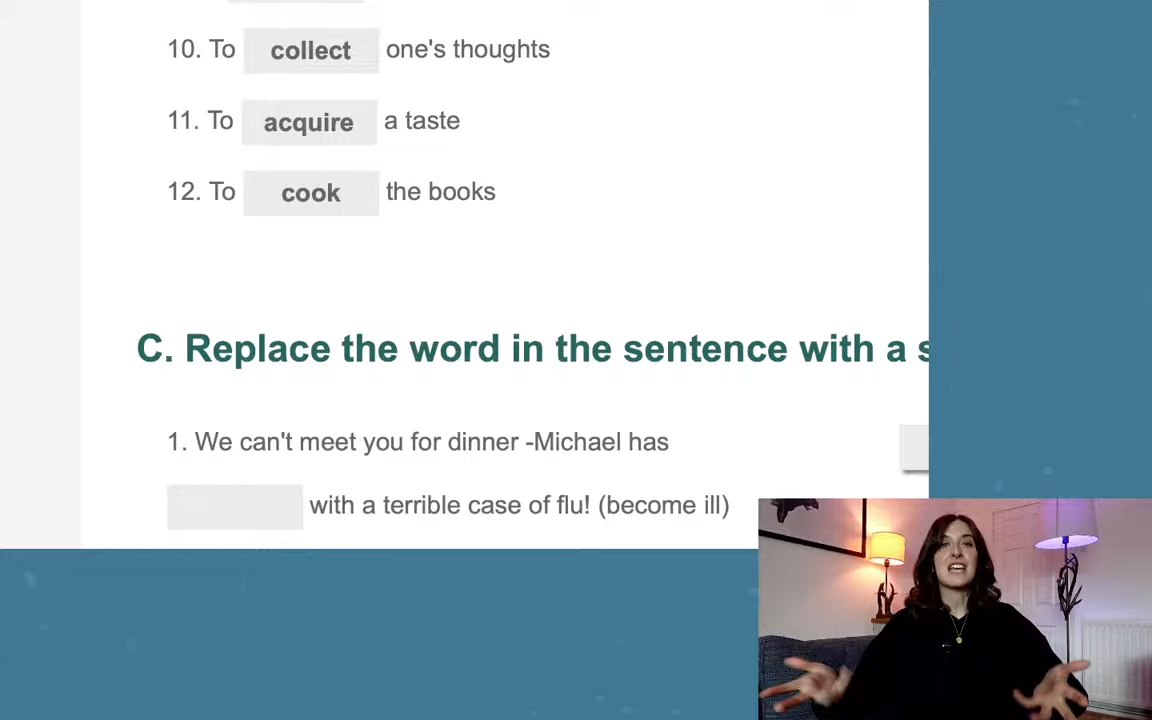 10. To collect one's thoughts
11. To acquire a taste
12. To cook the books
C. Replace the word in the sentence with a
1. We can't meet you for dinner -Michael has
with a terrible case of flu! (become ill)